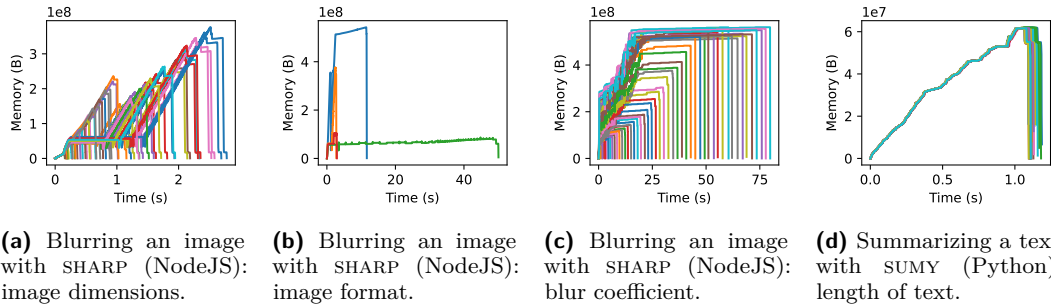 1e8
Memory (B)
3
2
1
0
0
1
2
Time (s)
1e8
Memory (B)
4
2
0
0
20
40
Time (s)
1e8
Memory (B)
4
2
0
0
25
50
75
Time (s)
1e7
Memory (B)
6
4
2
0
0.0
0.5
1.0
Time (s)
(a) Blurring an image
with SHARP (NodeJS):
image dimensions.
(b) Blurring an image
with SHARP (NodeJS):
image format.
(c) Blurring an image
with SHARP (NodeJS):
blur coefficient.
(d) Summarizing a tex
with SUMY (Python)
length of text.